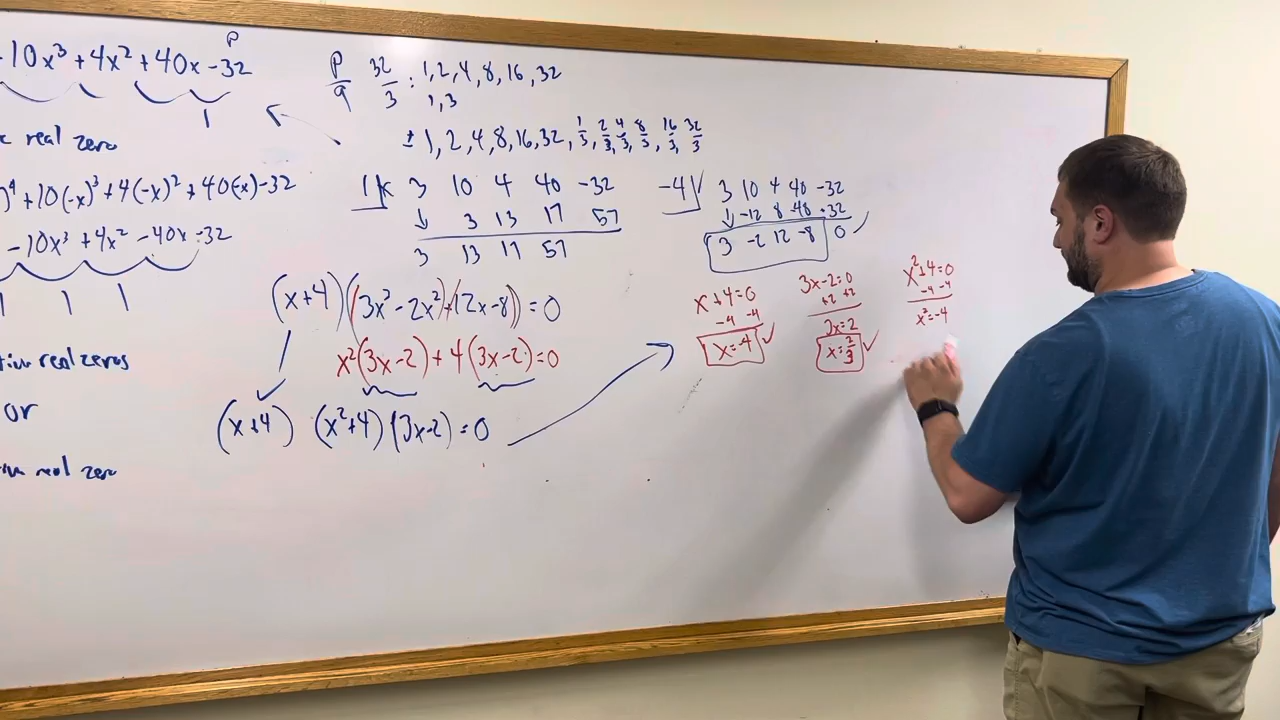 10x³ + 4x² + 40x - 32
P
1
real zero
)⁴ + 10(-x)³ + 4(-x)² + 40(-x) - 32
- 10x³ + 4x² - 40x - 32
1 1 1
real zeros
or
real zero
P/q 32/3 : 1, 2, 4, 8, 16, 32
1, 3
± 1, 2, 4, 8, 16, 32, 1/3, 2/3, 4/3, 8/3, 16/3, 32/3
1 3 10 4 40 -32
↓ 3 13 17 57
3 13 17 57
(x+4)(3x³ - 2x² + 12x - 8) = 0
x²(3x-2) + 4(3x-2) = 0
(x+4) (x²+4)(3x-2) = 0
-4 3 10 4 40 -32
↓ -12 8 -48 +32
3 -2 12 -8 0
x+4=0
-4 -4
x=-4
3x-2=0
+2 +2
3x=2
x=2/3
x²+4=0
-4 -4
x²=-4